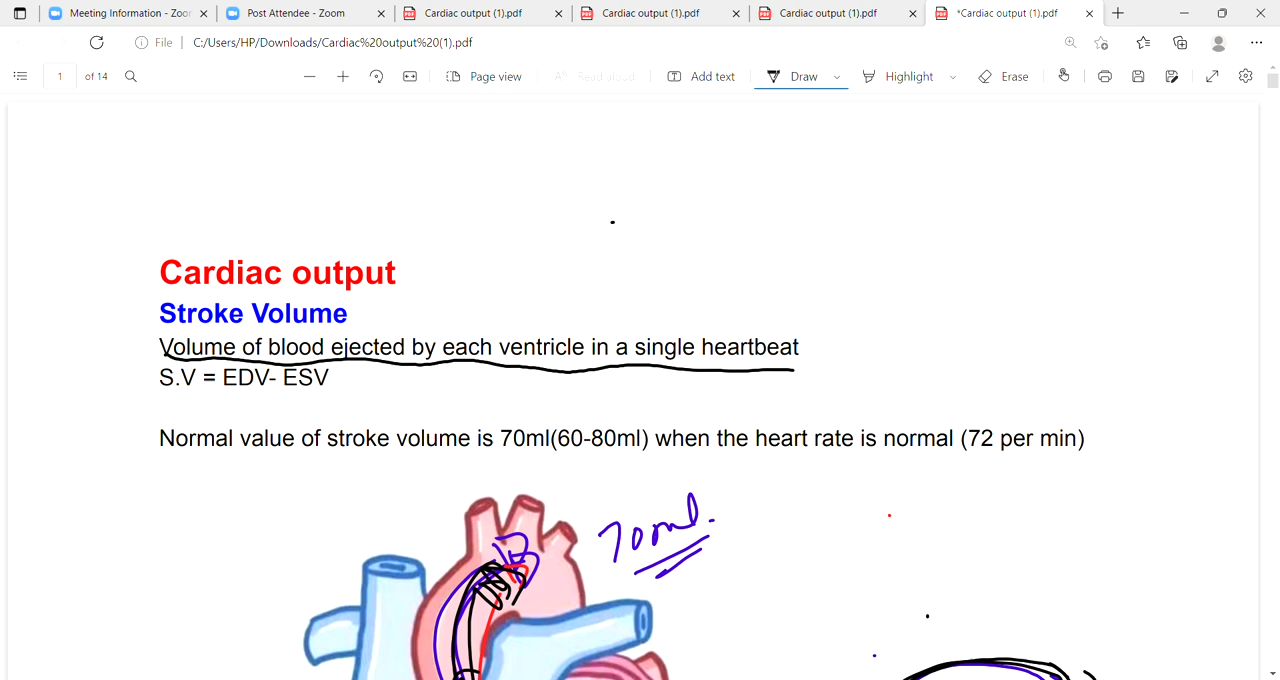 Meeting Information - Zoor
Post Attendee - Zoom
Cardiac output (1).pdf
Cardiac output (1).pdf
Cardiac output (1).pdf
*Cardiac output (1).pdf
File
C:/Users/HP/Downloads/Cardiac%20output%20(1).pdf
1 of 14
Page view
Read aloud
Add text
Draw
Highlight
Erase
Cardiac output
Stroke Volume
Volume of blood ejected by each ventricle in a single heartbeat
S.V = EDV- ESV
Normal value of stroke volume is 70ml(60-80ml) when the heart rate is normal (72 per min)
70ml.